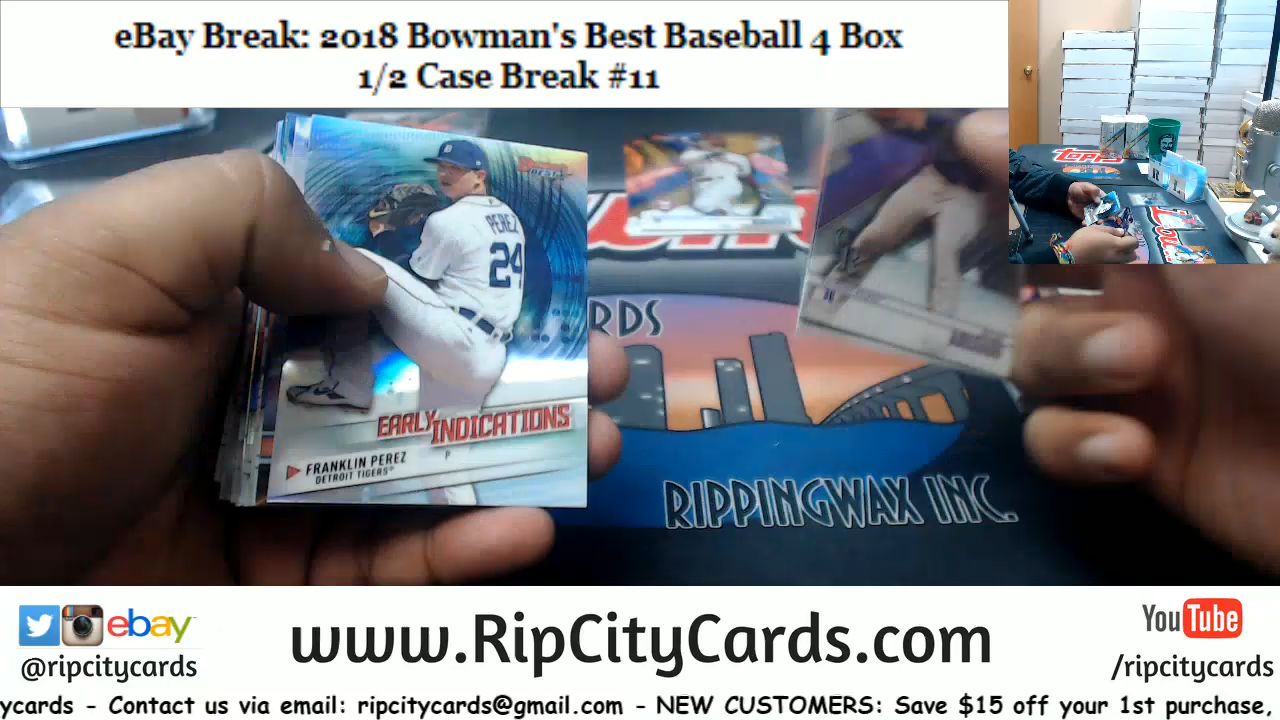 eBay Break: 2018 Bowman's Best Baseball 4 Box
1/2 Case Break #11
topps
PEREZ
24
EARLY INDICATIONS
FRANKLIN PEREZ
P
DETROIT TIGERS®
RDS
RIPPINGWAX INC.
ebay
@ripcitycards
www.RipCityCards.com
YouTube
/ripcitycards
ycards - Contact us via email: ripcitycards@gmail.com - NEW CUSTOMERS: Save $15 off your 1st purchase,